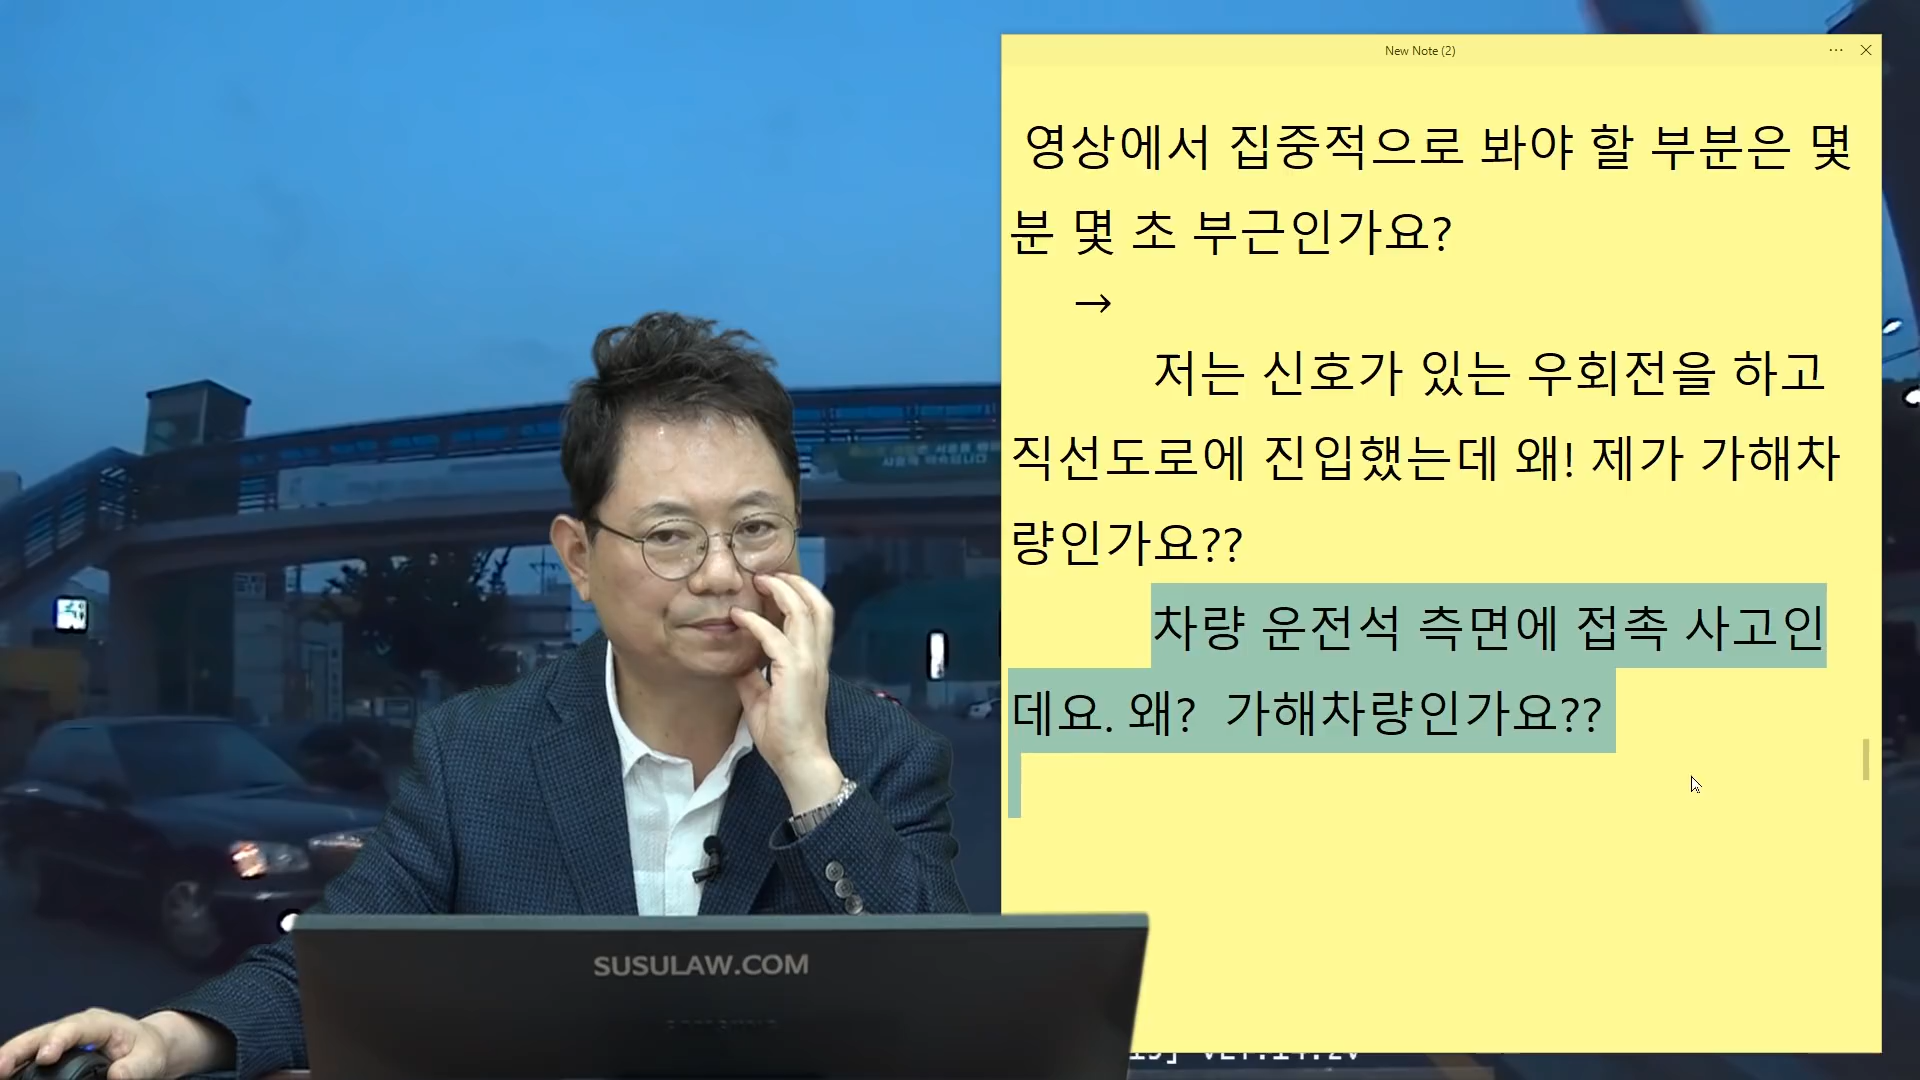 New Note (2)
영상에서 집중적으로 봐야 할 부분은 몇
분 몇 초 부근인가요?
→
저는 신호가 있는 우회전을 하고
직선도로에 진입했는데 왜! 제가 가해차
량인가요??
차량 운전석 측면에 접촉 사고인
데요. 왜? 가해차량인가요??
SUSULAW.COM
SAMSUNG